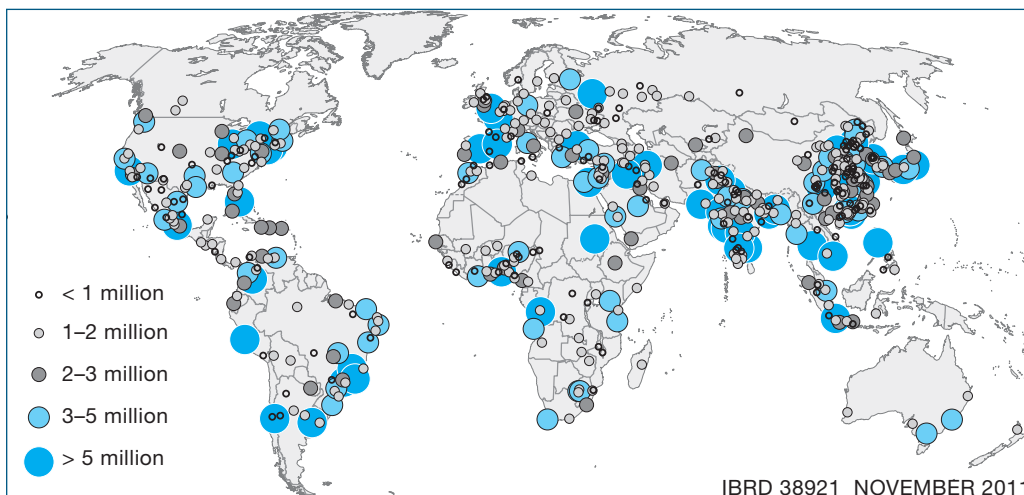 < 1 million
1–2 million
2–3 million
3–5 million
> 5 million
IBRD 38921 NOVEMBER 2011